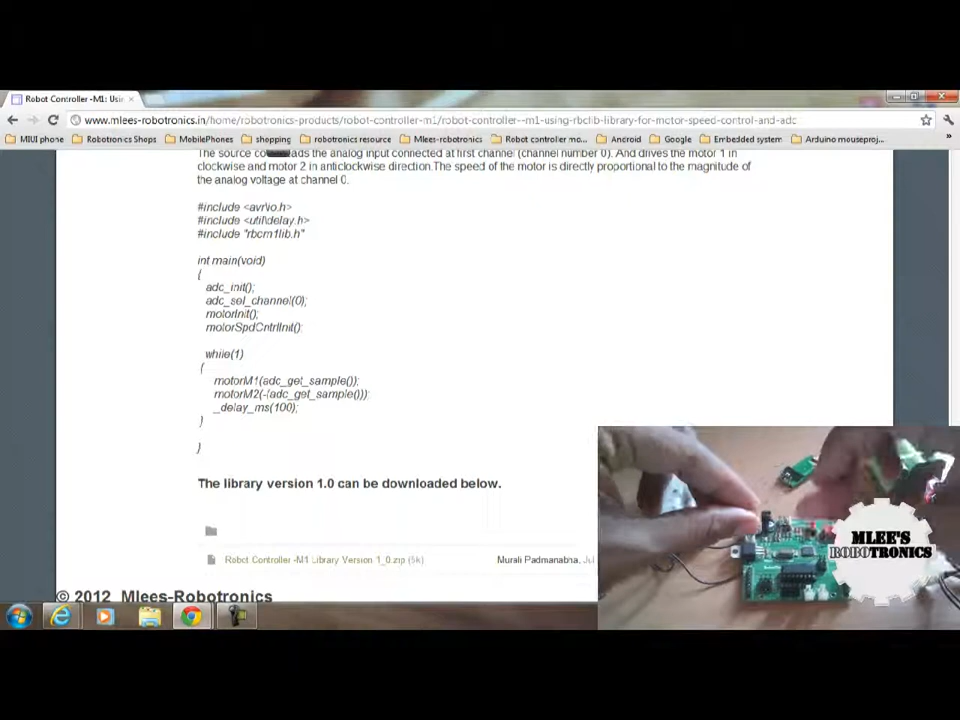 Robot Controller -M1: Usin
www.mlees-robotronics.in/home/robotronics-products/robot-controller-m1/robot-controller--m1-using-rbclib-library-for-motor-speed-control-and-adc
MIUI phone Robotronics Shops MobilePhones shopping robotronics resource Robot controller mo... Android Google Embedded system Arduino mouseproj... »
The source ads the analog input connected at first channel (channel number 0). And drives the motor 1 in
clockwise and motor 2 in anticlockwise direction.The speed of the motor is directly proportional to the magnitude of
the analog voltage at channel 0.
#include <avr\io.h>
#include <util\delay.h>
#include "rbcm1lib.h"
int main(void)
{
adc_init();
adc_sel_channel(0);
motorInit();
motorSpdCntrlInit();
while(1)
{
motorM1(adc_get_sample());
motorM2(-(adc_get_sample()));
_delay_ms(100);
}
}
The library version 1.0 can be downloaded below.
Robot Controller -M1 Library Version 1_0.zip (5k) Murali Padmanabha, Jul
© 2012 Mlees-Robotronics
MLEE'S
ROBOTRONICS